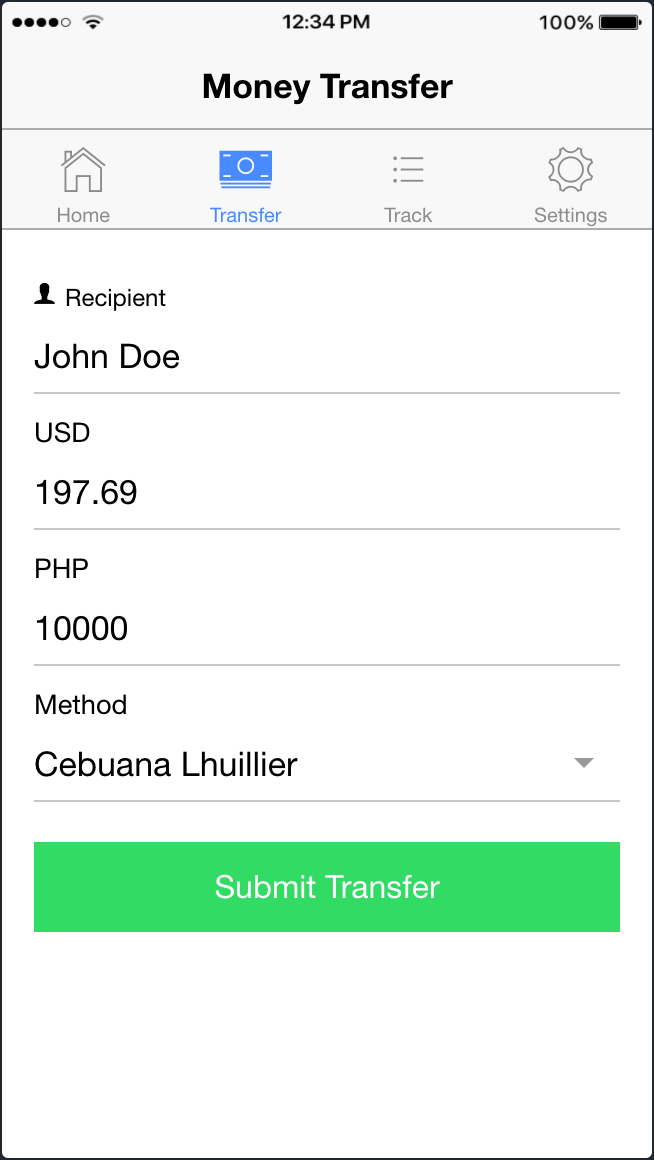 12:34 PM 100%
Money Transfer
Home Transfer Track Settings
Recipient
John Doe
USD
197.69
PHP
10000
Method
Cebuana Lhuillier
Submit Transfer